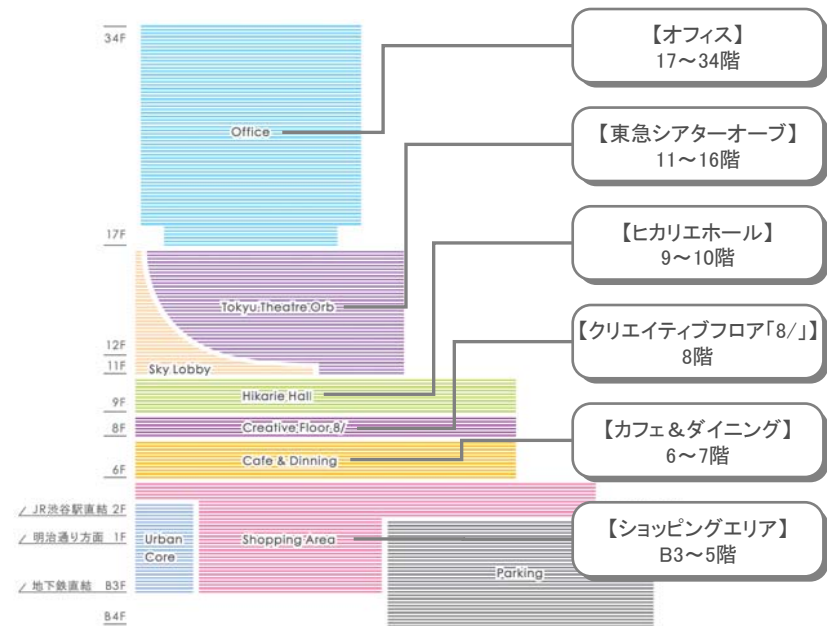 34F
【オフィス】
17～34階
Office
【東急シアターオーブ】
11～16階
17F
【ヒカリエホール】
9～10階
Tokyu Theatre Orb
12F
11F
Sky Lobby
【クリエイティブフロア「8/」】
8階
Hikarie Hall
9F
Creative Floor 8/
8F
【カフェ＆ダイニング】
6～7階
Cafe & Dinning
6F
JR渋谷駅直結 2F
明治通り方面 1F
Urban
Core
Shopping Area
【ショッピングエリア】
B3～5階
Parking
地下鉄直結 B3F
B4F